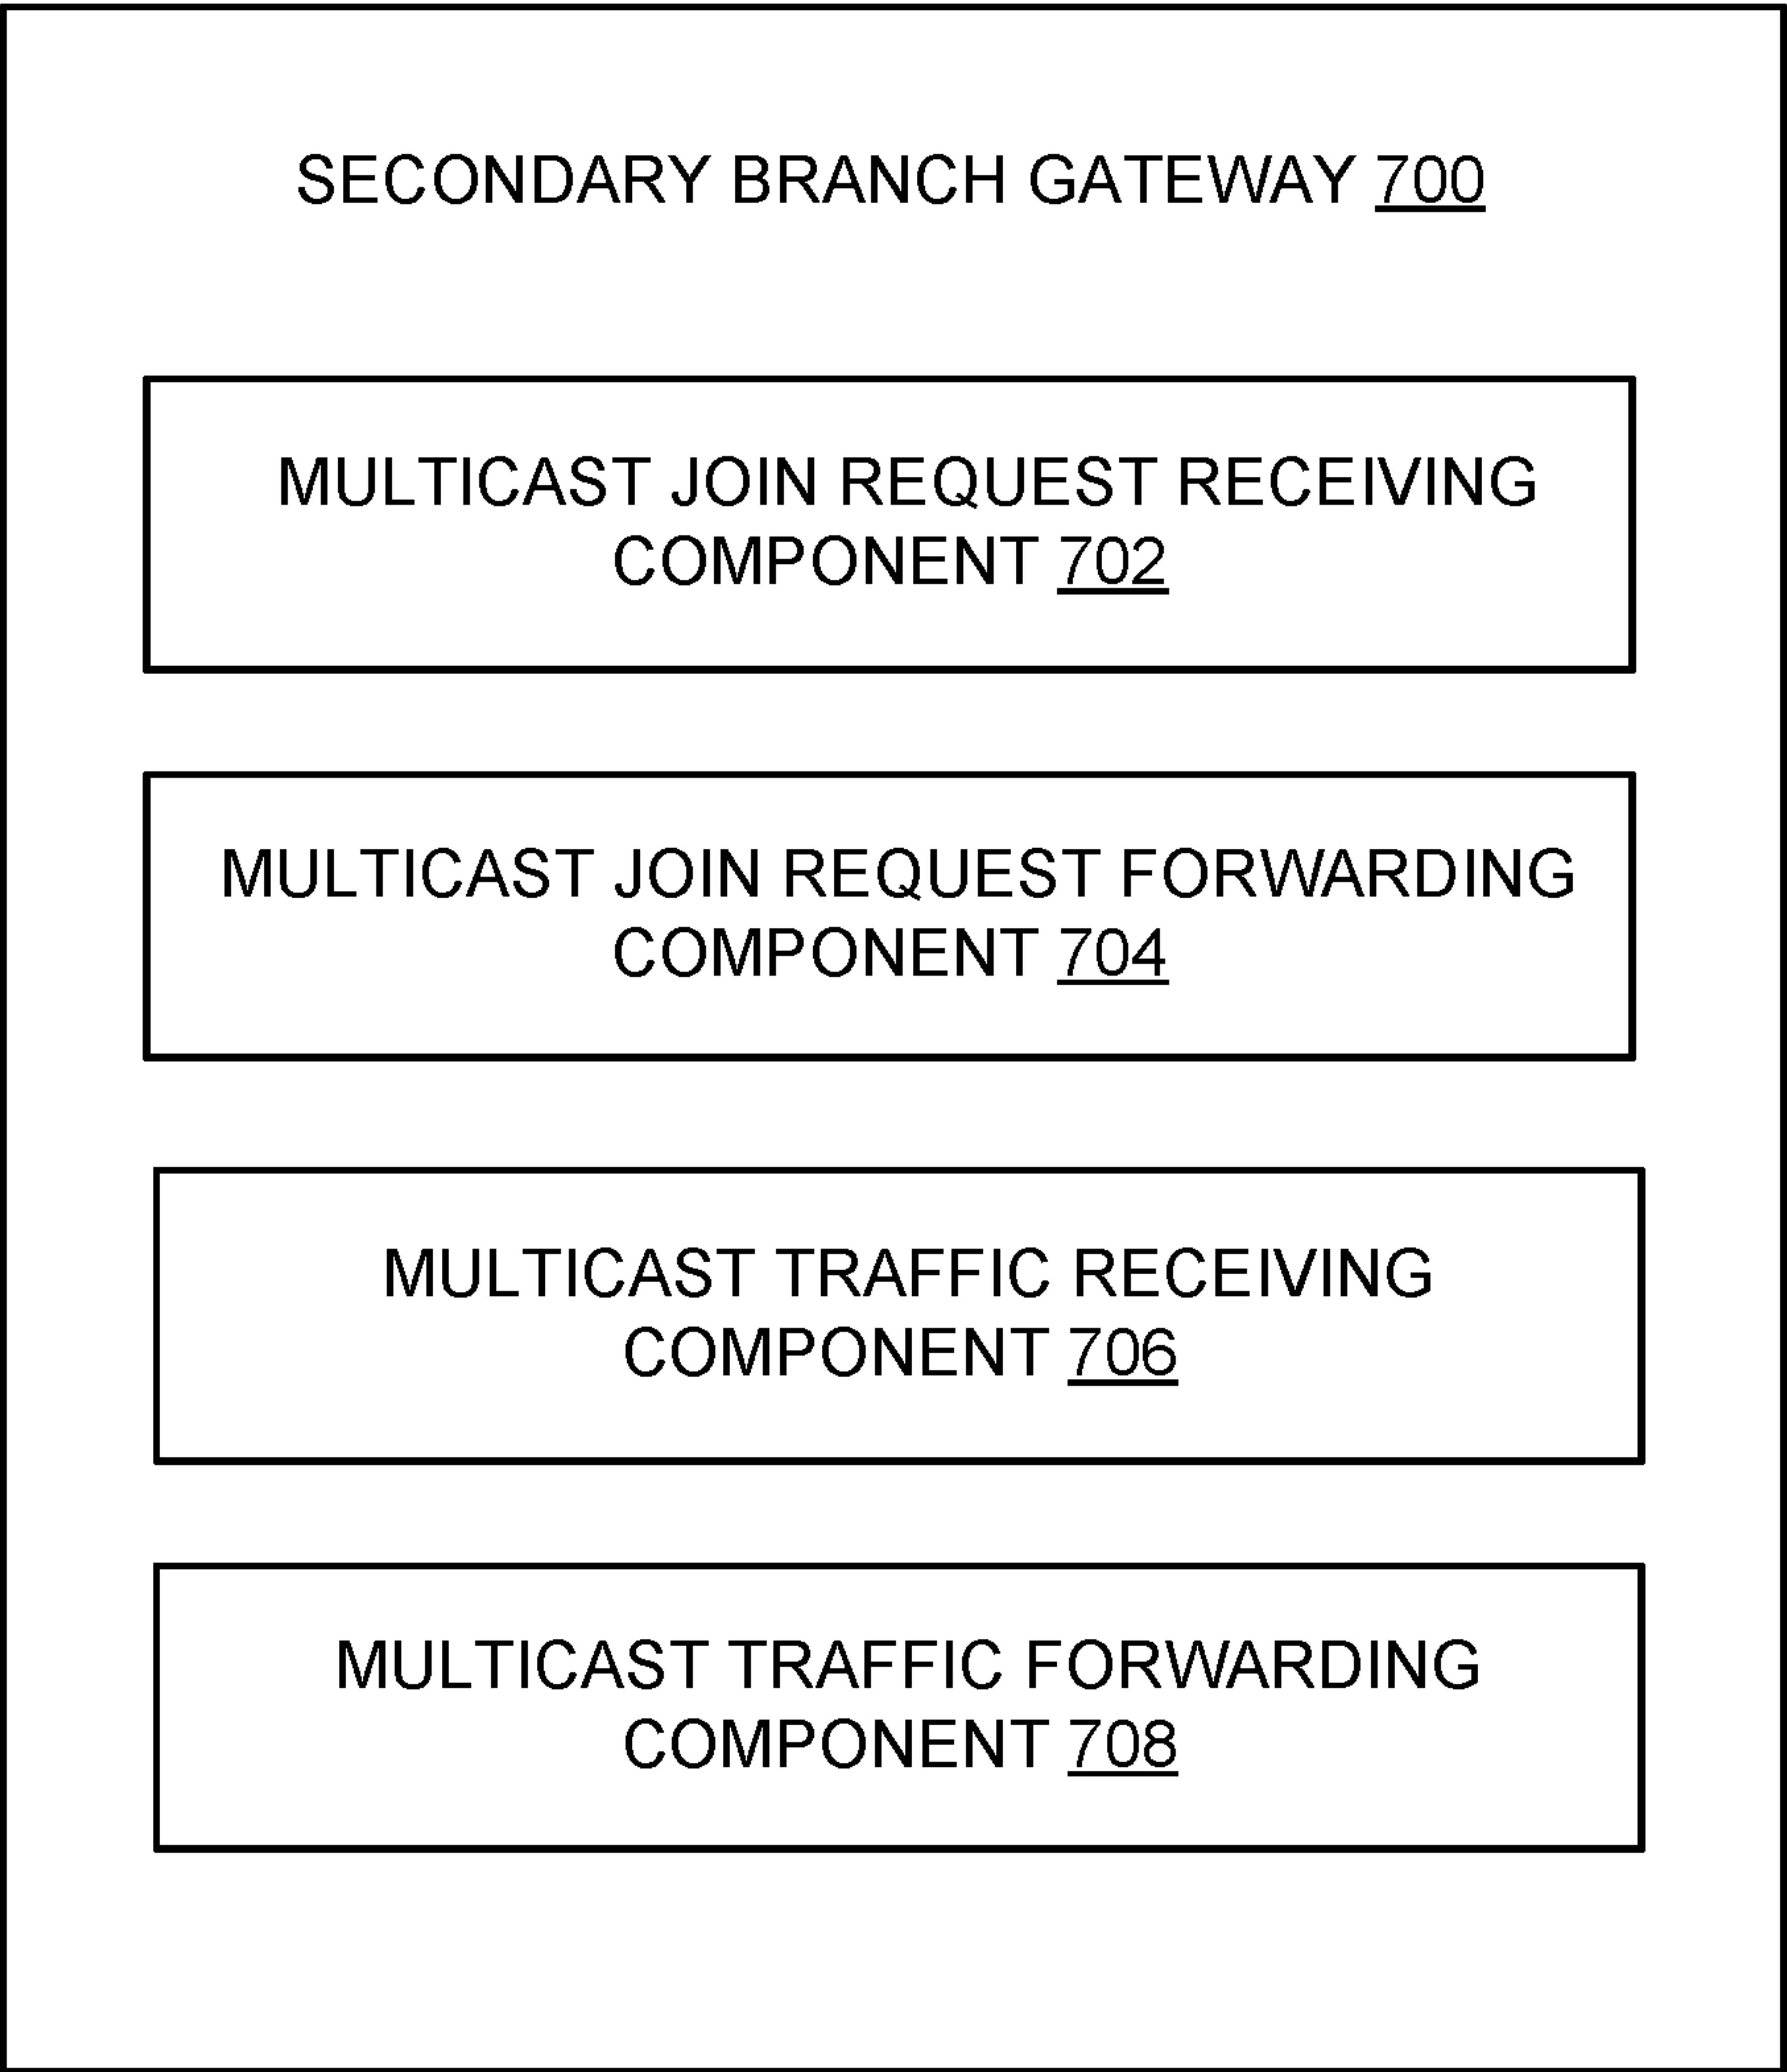 SECONDARY BRANCH GATEWAY 700
MULTICAST JOIN REQUEST RECEIVING
COMPONENT 702
MULTICAST JOIN REQUEST FORWARDING
COMPONENT 704
MULTICAST TRAFFIC RECEIVING
COMPONENT 706
MULTICAST TRAFFIC FORWARDING
COMPONENT 708